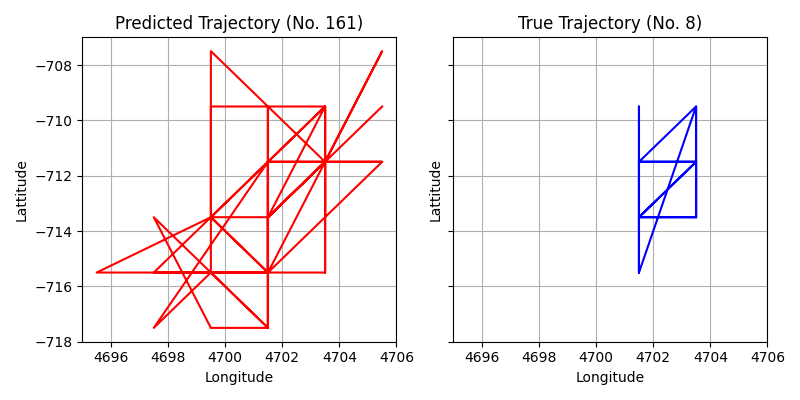 Predicted Trajectory (No. 161)
True Trajectory (No. 8)
−708
−710
−712
−714
−716
−718
Lattitude
Lattitude
4696 4698 4700 4702 4704 4706
4696 4698 4700 4702 4704 4706
Longitude
Longitude